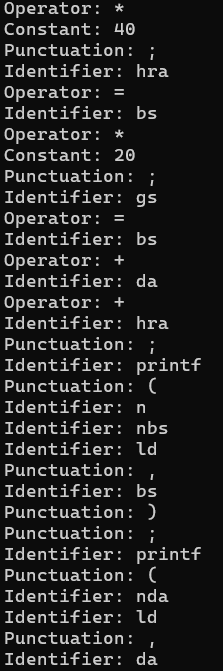 Operator: *
Constant: 40
Punctuation: ;
Identifier: hra
Operator: =
Identifier: bs
Operator: *
Constant: 20
Punctuation: ;
Identifier: gs
Operator: =
Identifier: bs
Operator: +
Identifier: da
Operator: +
Identifier: hra
Punctuation: ;
Identifier: printf
Punctuation: (
Identifier: n
Identifier: nbs
Identifier: ld
Punctuation: ,
Identifier: bs
Punctuation: )
Punctuation: ;
Identifier: printf
Punctuation: (
Identifier: nda
Identifier: ld
Punctuation: ,
Identifier: da